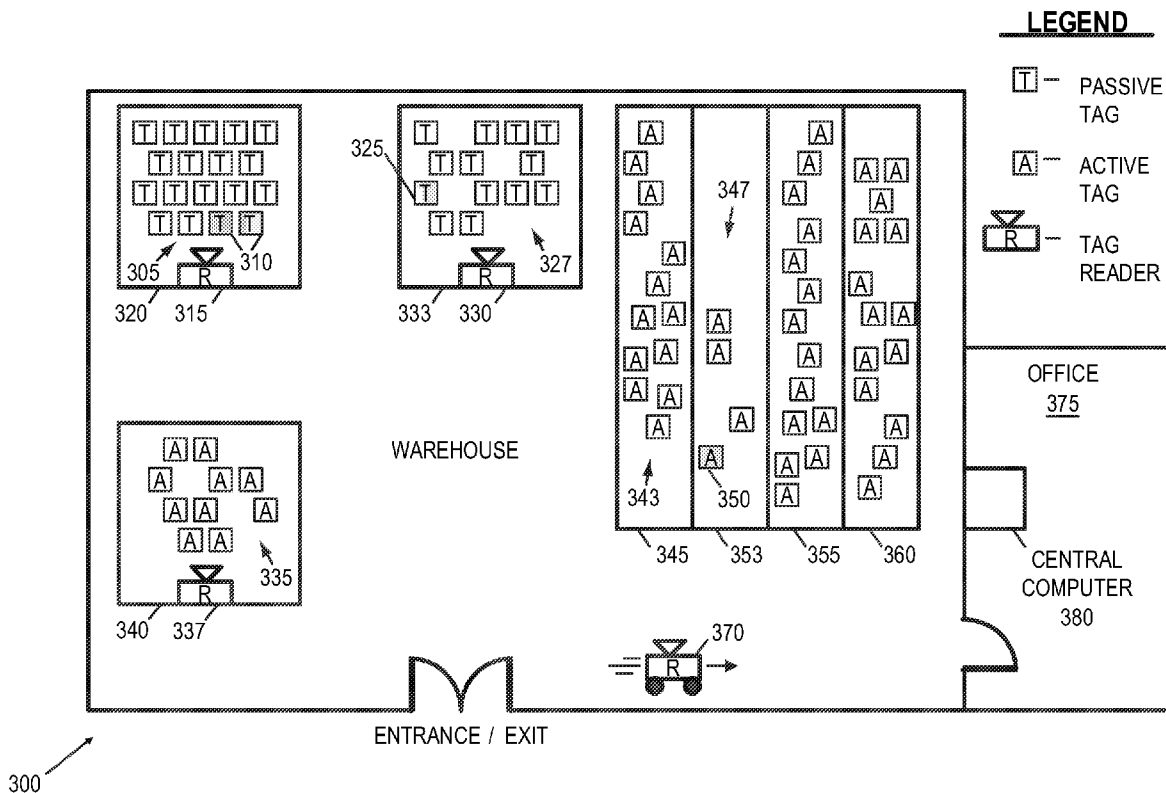 LEGEND
T – PASSIVE
TAG
A – ACTIVE
TAG
R – TAG
READER
T T T T T
T T T T
T T T T T
T T T T
305
310
R
320
315
T T T T
T T T
325
T T T T
T T
327
R
333
330
A A
A A A
A A A
A A
335
R
340
337
WAREHOUSE
A
A
A
A
A
A
A A
A A
A A
A
343
345
347
A
A
A
A
350
353
A
A
A
A
A
A
A
A
A
A A
A A
A
355
A A
A
A A
A
A A
A A
A
A
A
A
360
OFFICE
375
CENTRAL
COMPUTER
380
370
R
ENTRANCE / EXIT
300